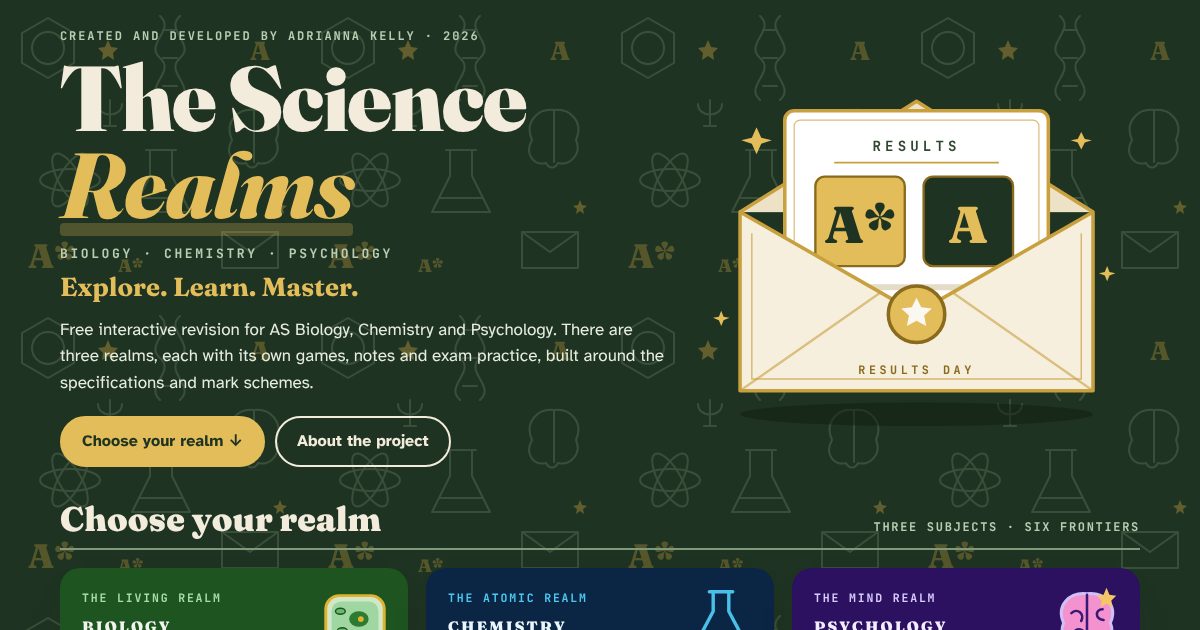 CREATED AND DEVELOPED BY ADRIANNA KELLY · 2026
The Science
Realms
BIOLOGY · CHEMISTRY · PSYCHOLOGY
Explore. Learn. Master.
Free interactive revision for AS Biology, Chemistry and Psychology. There are
three realms, each with its own games, notes and exam practice, built around the
specifications and mark schemes.
Choose your realm ↓
About the project
RESULTS
A*
A
RESULTS DAY
Choose your realm
THREE SUBJECTS · SIX FRONTIERS
THE LIVING REALM
BIOLOGY
THE ATOMIC REALM
CHEMISTRY
THE MIND REALM
PSYCHOLOGY